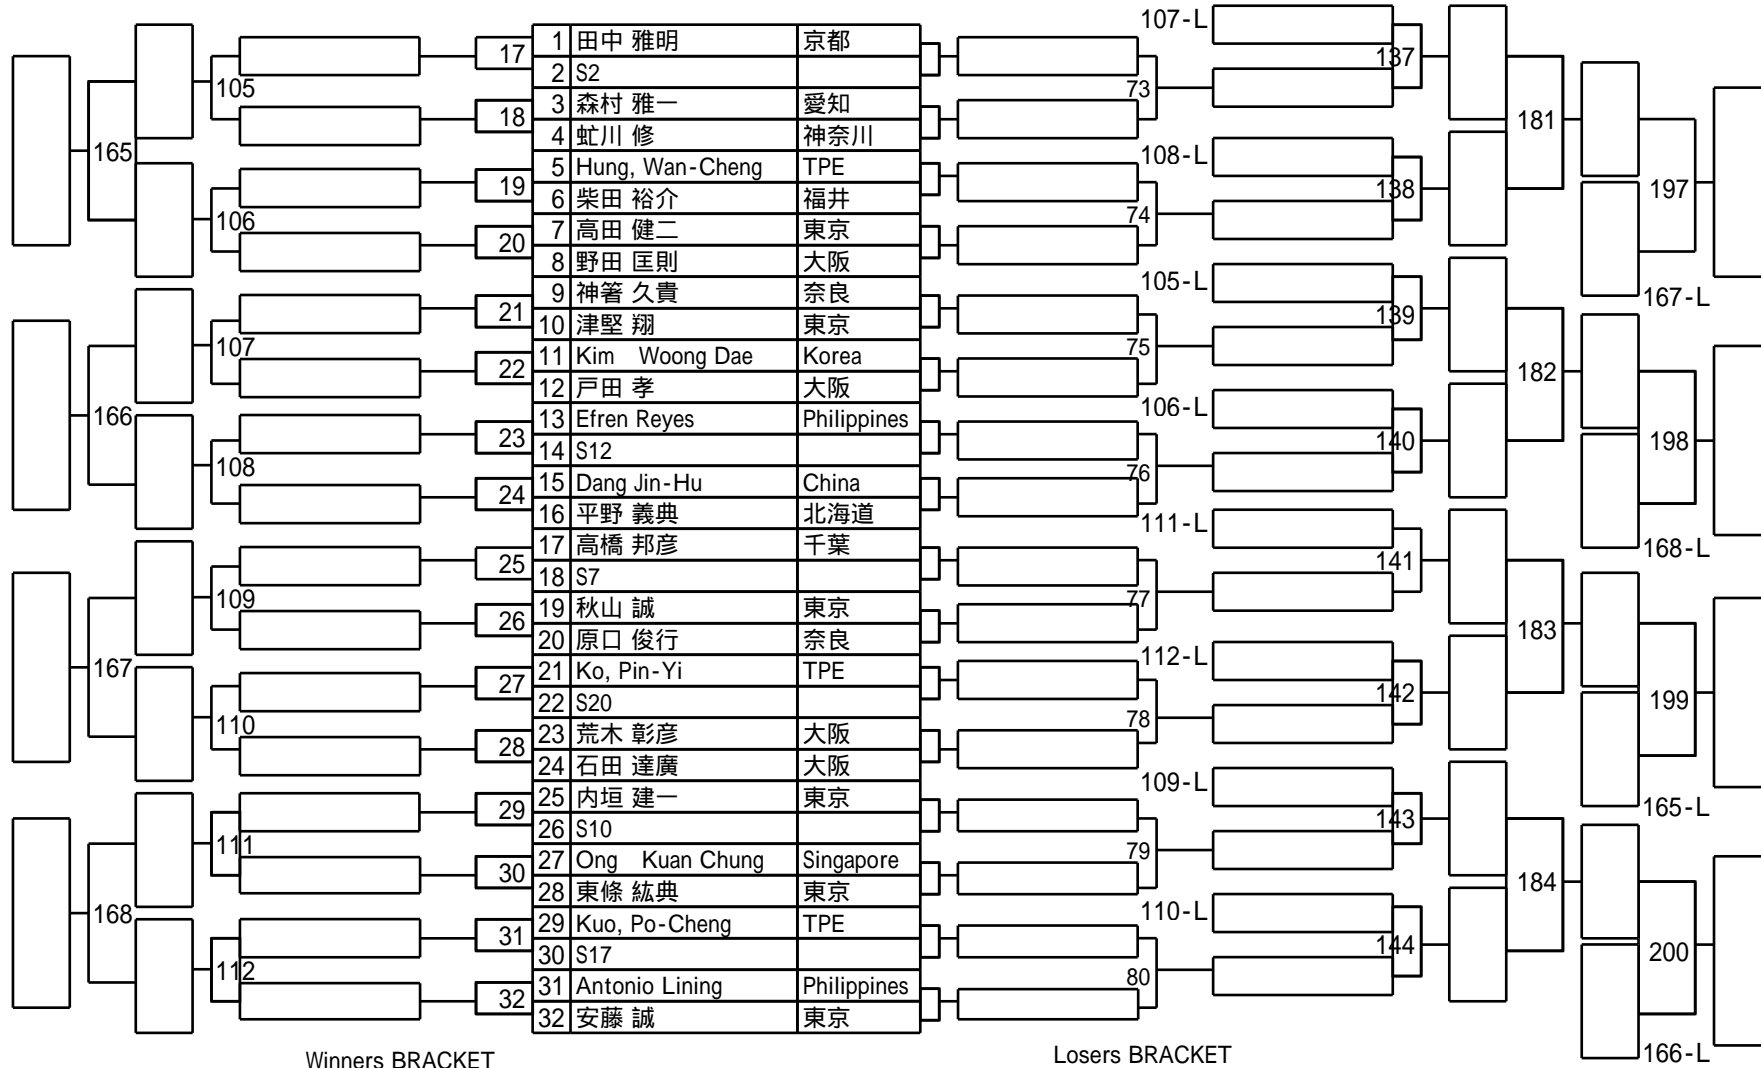 107-L
1 田中 雅明 京都
17 137
2 S2
105 73
3 森村 雅一 愛知
18 181
4 虻川 修 神奈川
165 108-L
5 Hung, Wan-Cheng TPE
19 138 197
6 柴田 裕介 福井
106 74
7 高田 健二 東京
20
8 野田 匡則 大阪
105-L
9 神箸 久貴 奈良 167-L
21 139
10 津堅 翔 東京
107 75
11 Kim Woong Dae Korea
22 182
12 戸田 孝 大阪
166 106-L
13 Efren Reyes Philippines
23 140 198
14 S12
108 76
15 Dang Jin-Hu China
24
16 平野 義典 北海道
111-L
17 高橋 邦彦 千葉 168-L
25 141
18 S7
109 77
19 秋山 誠 東京
26 183
20 原口 俊行 奈良
167 112-L
21 Ko, Pin-Yi TPE
27 142 199
22 S20
110 78
23 荒木 彰彦 大阪
28
24 石田 達廣 大阪
109-L
25 内垣 建一 東京 165-L
29 143
26 S10
111 79
27 Ong Kuan Chung Singapore
30 184
28 東條 紘典 東京
168 110-L
29 Kuo, Po-Cheng TPE
31 144 200
30 S17
112 80
31 Antonio Lining Philippines
32
32 安藤 誠 東京
Winners BRACKET Losers BRACKET 166-L